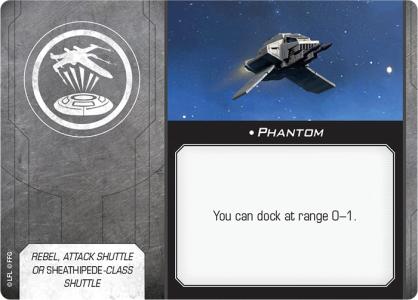 • PHANTOM
You can dock at range 0–1.
REBEL, ATTACK SHUTTLE
OR SHEATHIPEDE-CLASS
SHUTTLE
© LFL © FFG